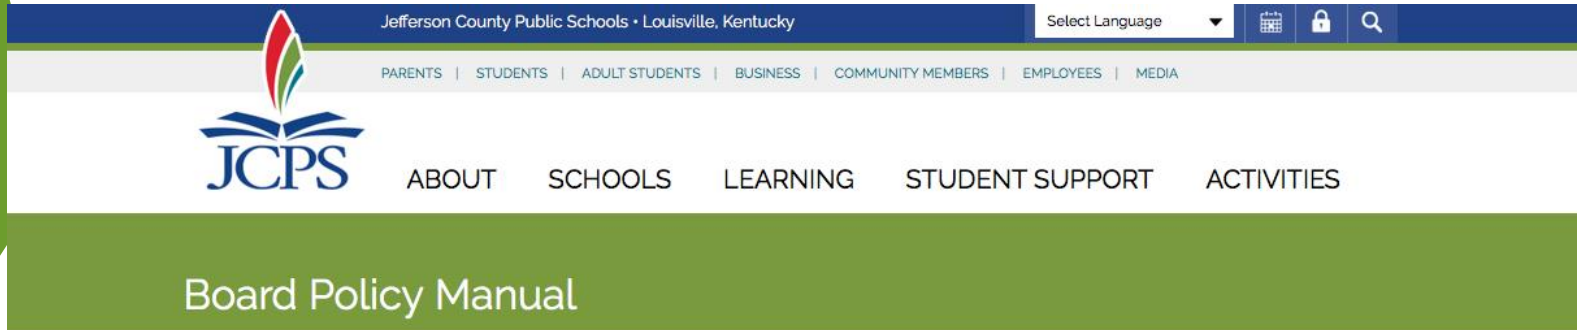 Jefferson County Public Schools • Louisville, Kentucky
Select Language
PARENTS | STUDENTS | ADULT STUDENTS | BUSINESS | COMMUNITY MEMBERS | EMPLOYEES | MEDIA
JCPS
ABOUT SCHOOLS LEARNING STUDENT SUPPORT ACTIVITIES
Board Policy Manual